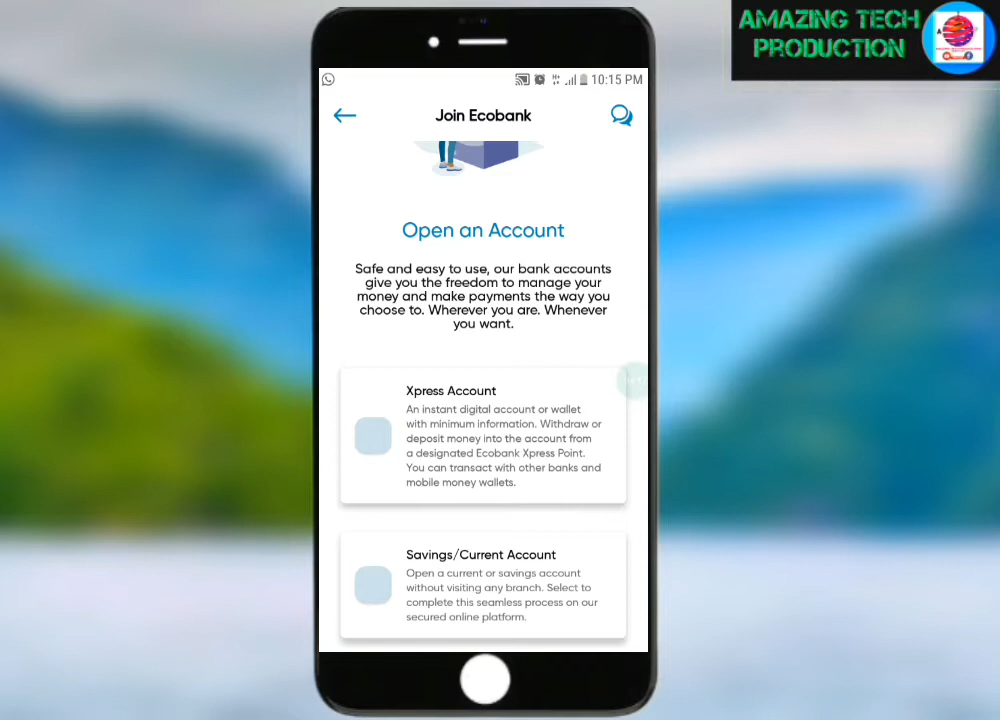 AMAZING TECH
PRODUCTION
10:15 PM
Join Ecobank
Open an Account
Safe and easy to use, our bank accounts
give you the freedom to manage your
money and make payments the way you
choose to. Wherever you are. Whenever
you want.
Xpress Account
An instant digital account or wallet
with minimum information. Withdraw or
deposit money into the account from
a designated Ecobank Xpress Point.
You can transact with other banks and
mobile money wallets.
Savings/Current Account
Open a current or savings account
without visiting any branch. Select to
complete this seamless process on our
secured online platform.